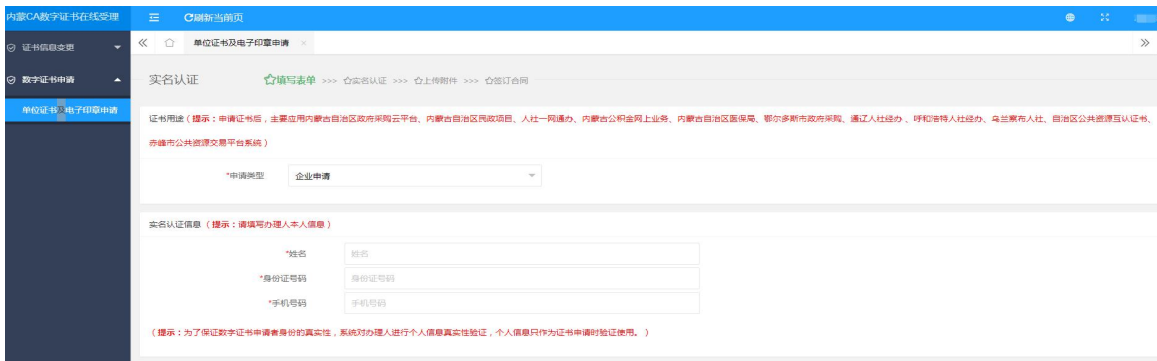 内蒙CA数字证书在线受理
刷新当前页
证书信息变更
单位证书及电子印章申请
数字证书申请
单位证书及电子印章申请
实名认证
填写表单 >>> 实名认证 >>> 上传附件 >>> 签订合同
证书用途（提示：申请证书后，主要应用内蒙古自治区政府采购云平台、内蒙古自治区民政项目、人社一网通办、内蒙古公积金网上业务、内蒙古自治区医保局、鄂尔多斯市政府采购、通辽人社经办 、呼和浩特人社经办、乌兰察布人社、自治区公共资源互认证书、
赤峰市公共资源交易平台系统）
*申请类型
企业申请
实名认证信息（提示：请填写办理人本人信息）
*姓名
姓名
*身份证号码
身份证号码
*手机号码
手机号码
（提示：为了保证数字证书申请者身份的真实性，系统对办理人进行个人信息真实性验证，个人信息只作为证书申请时验证使用。）